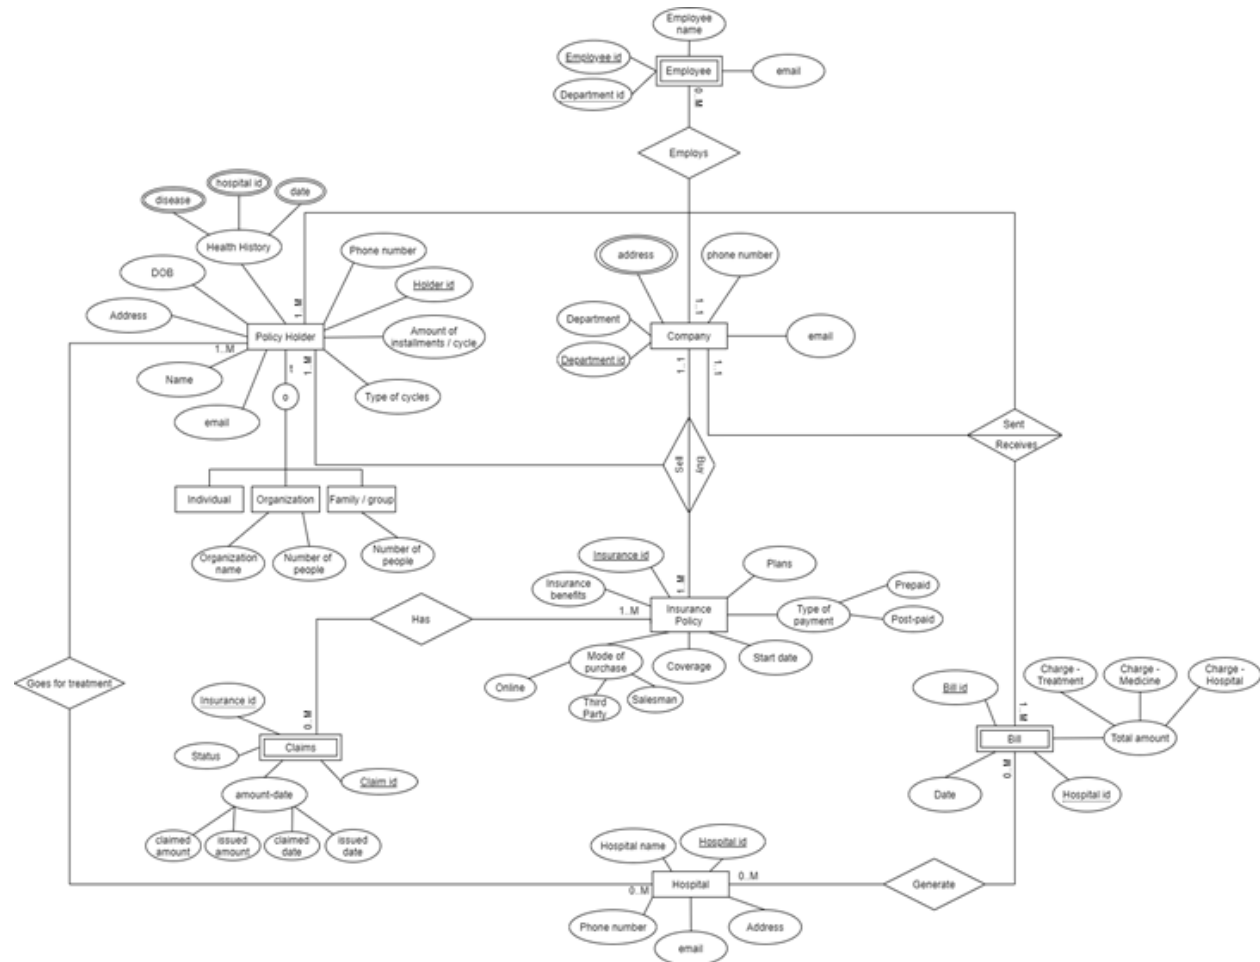 Employee
name
Employee id
Employee
email
Department id
0..M
Employs
hospital id
disease
date
Health History
Phone number
address
phone number
DOB
Holder id
1..M
1..1
Address
Department
Policy Holder
Amount of
installments / cycle
Company
email
1..M
1..M
Department id
1..1
1..1
Name
Type of cycles
o
email
Sent
Receives
Sell
Buy
Individual
Organization
Family / group
Organization
name
Number of
people
Number of
people
Insurance id
Plans
Insurance
benefits
1..M
Prepaid
1..M
Insurance
Policy
Type of
payment
Post-paid
Has
Mode of
purchase
Coverage
Start date
Online
Third
Party
Salesman
Goes for treatment
Insurance id
Bill id
Charge -
Treatment
Charge -
Medicine
Charge -
Hospital
0..M
1..M
Status
Claims
Bill
Total amount
Claim id
0..M
amount-date
Date
Hospital id
claimed
amount
issued
amount
claimed
date
issued
date
Hospital name
Hospital id
0..M
Hospital
0..M
Generate
Phone number
Address
email